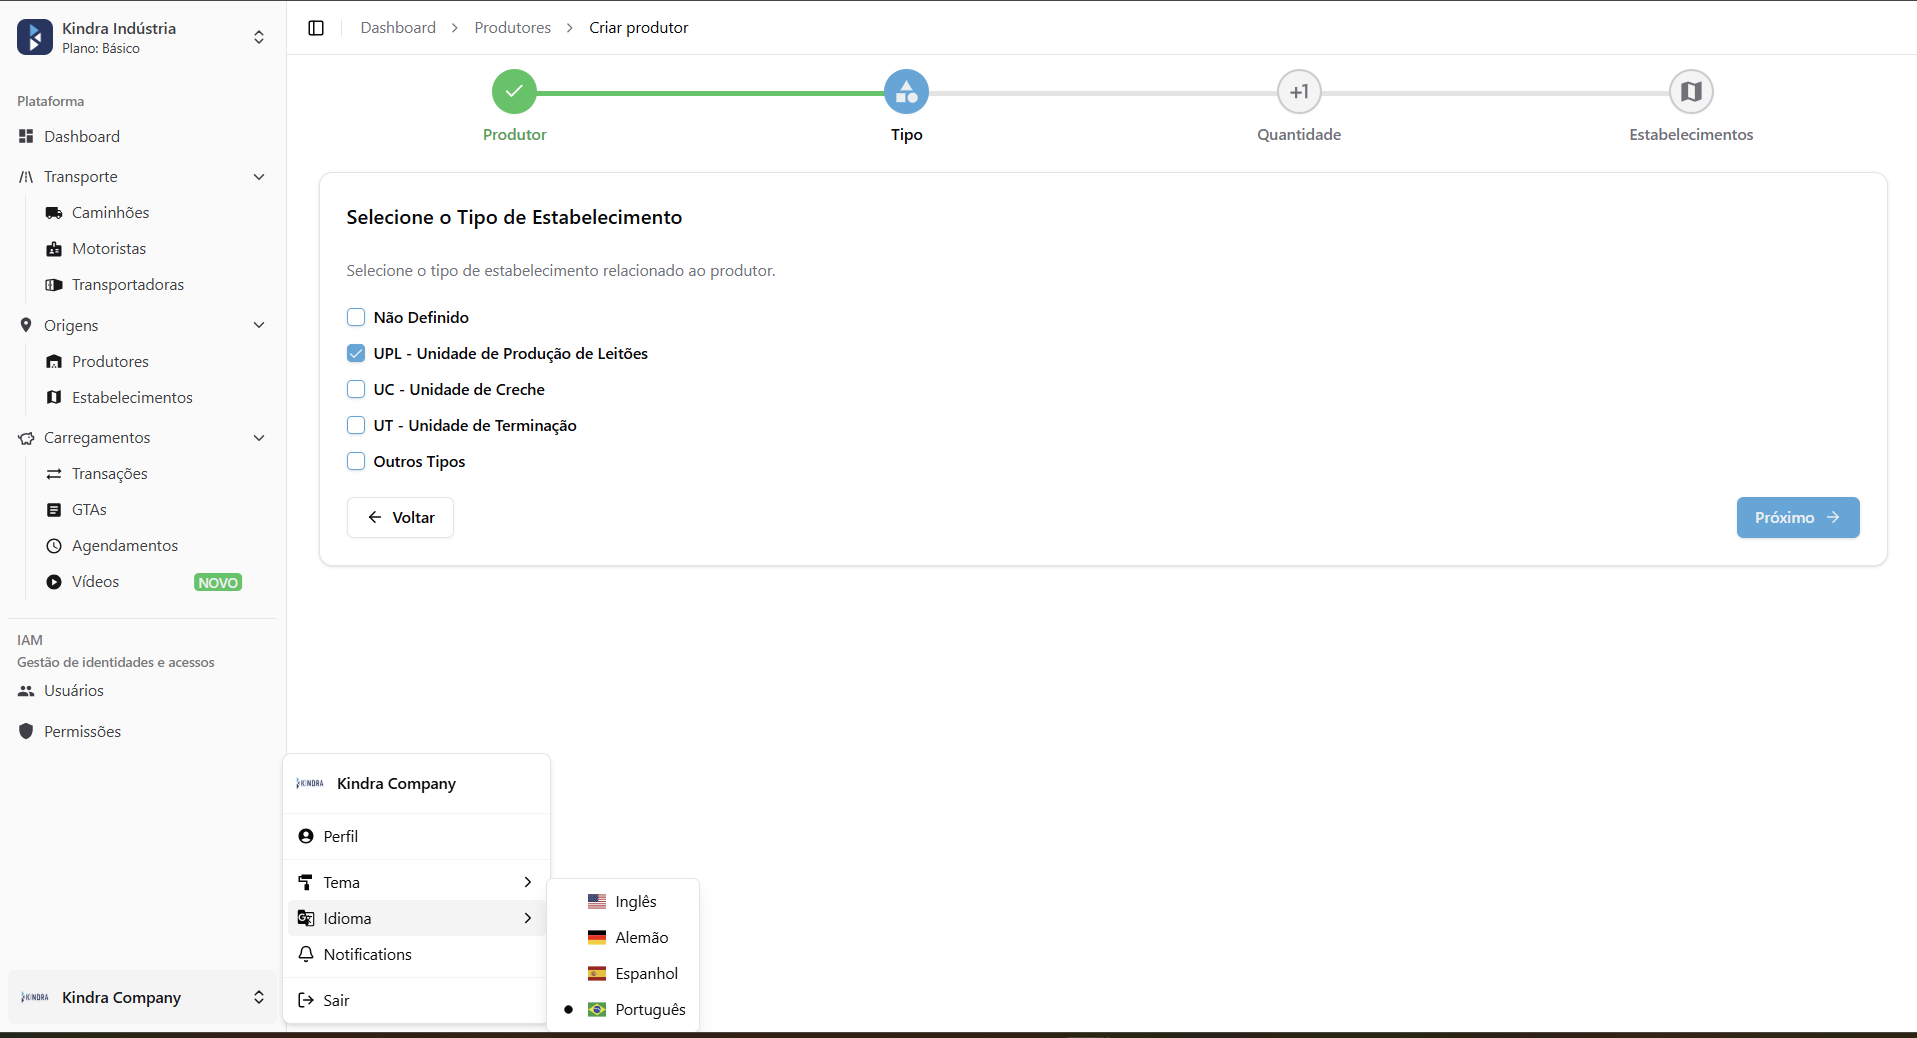 Kindra Indústria
Plano: Básico
Plataforma
Dashboard
Transporte
Caminhões
Motoristas
Transportadoras
Origens
Produtores
Estabelecimentos
Carregamentos
Transações
GTAs
Agendamentos
Vídeos NOVO
IAM
Gestão de identidades e acessos
Usuários
Permissões
KINDRA Kindra Company
Dashboard > Produtores > Criar produtor
Produtor
Tipo
+1
Quantidade
Estabelecimentos
Selecione o Tipo de Estabelecimento
Selecione o tipo de estabelecimento relacionado ao produtor.
Não Definido
UPL - Unidade de Produção de Leitões
UC - Unidade de Creche
UT - Unidade de Terminação
Outros Tipos
Voltar
Próximo
KINDRA Kindra Company
Perfil
Tema
Idioma
Notifications
Sair
Inglês
Alemão
Espanhol
Português